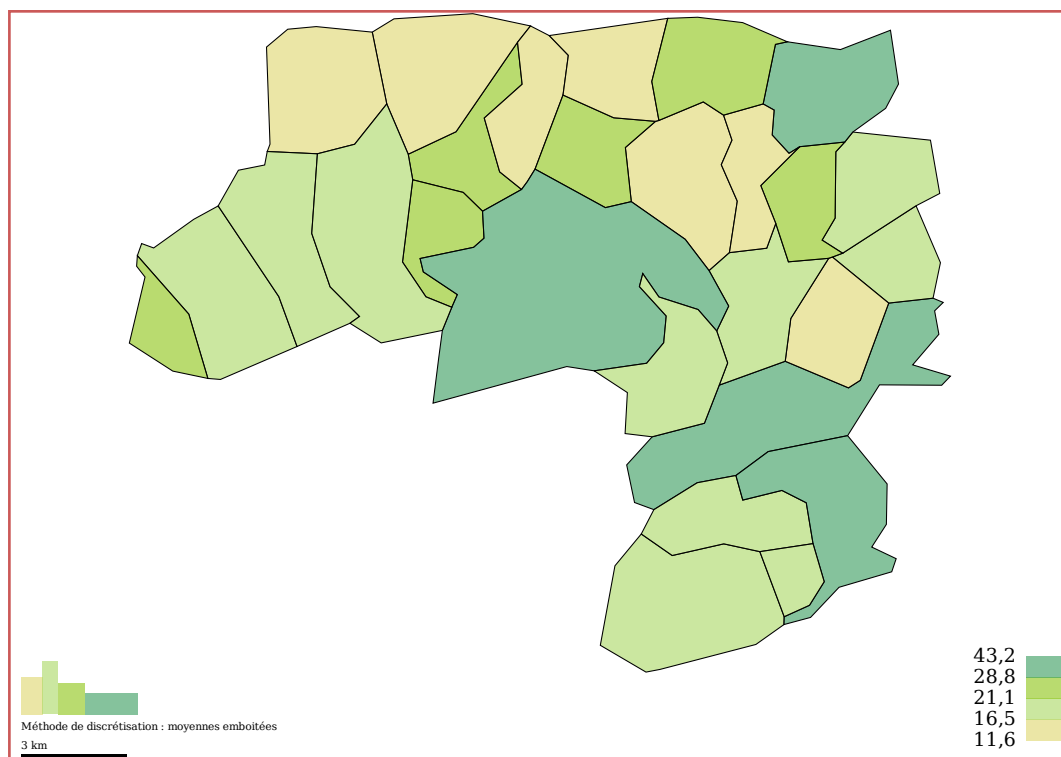 Méthode de discrétisation : moyennes emboitées
3 km
43,2
28,8
21,1
16,5
11,6